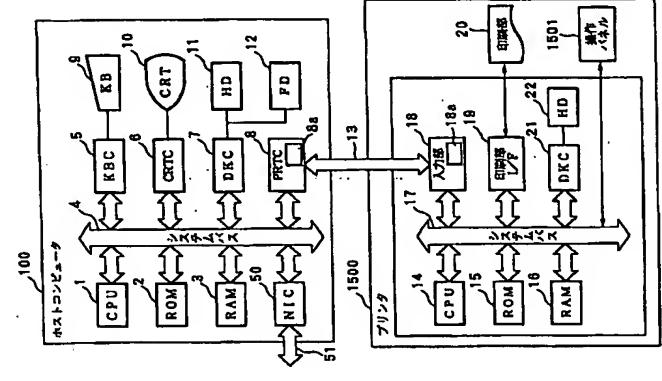 100
ホストコンピュータ
1
CPU
2
ROM
3
RAM
50
NIC
51
4
システムバス
5
KBC
6
CRTC
7
DKC
8
PRTC
8a
9
KB
10
CRT
11
HD
12
FD
13
1500
プリンタ
14
CPU
15
ROM
16
RAM
17
システムバス
18
入力部
18a
19
印刷部
I/F
21
DKC
22
HD
20
印刷部
1501
操作
パネル